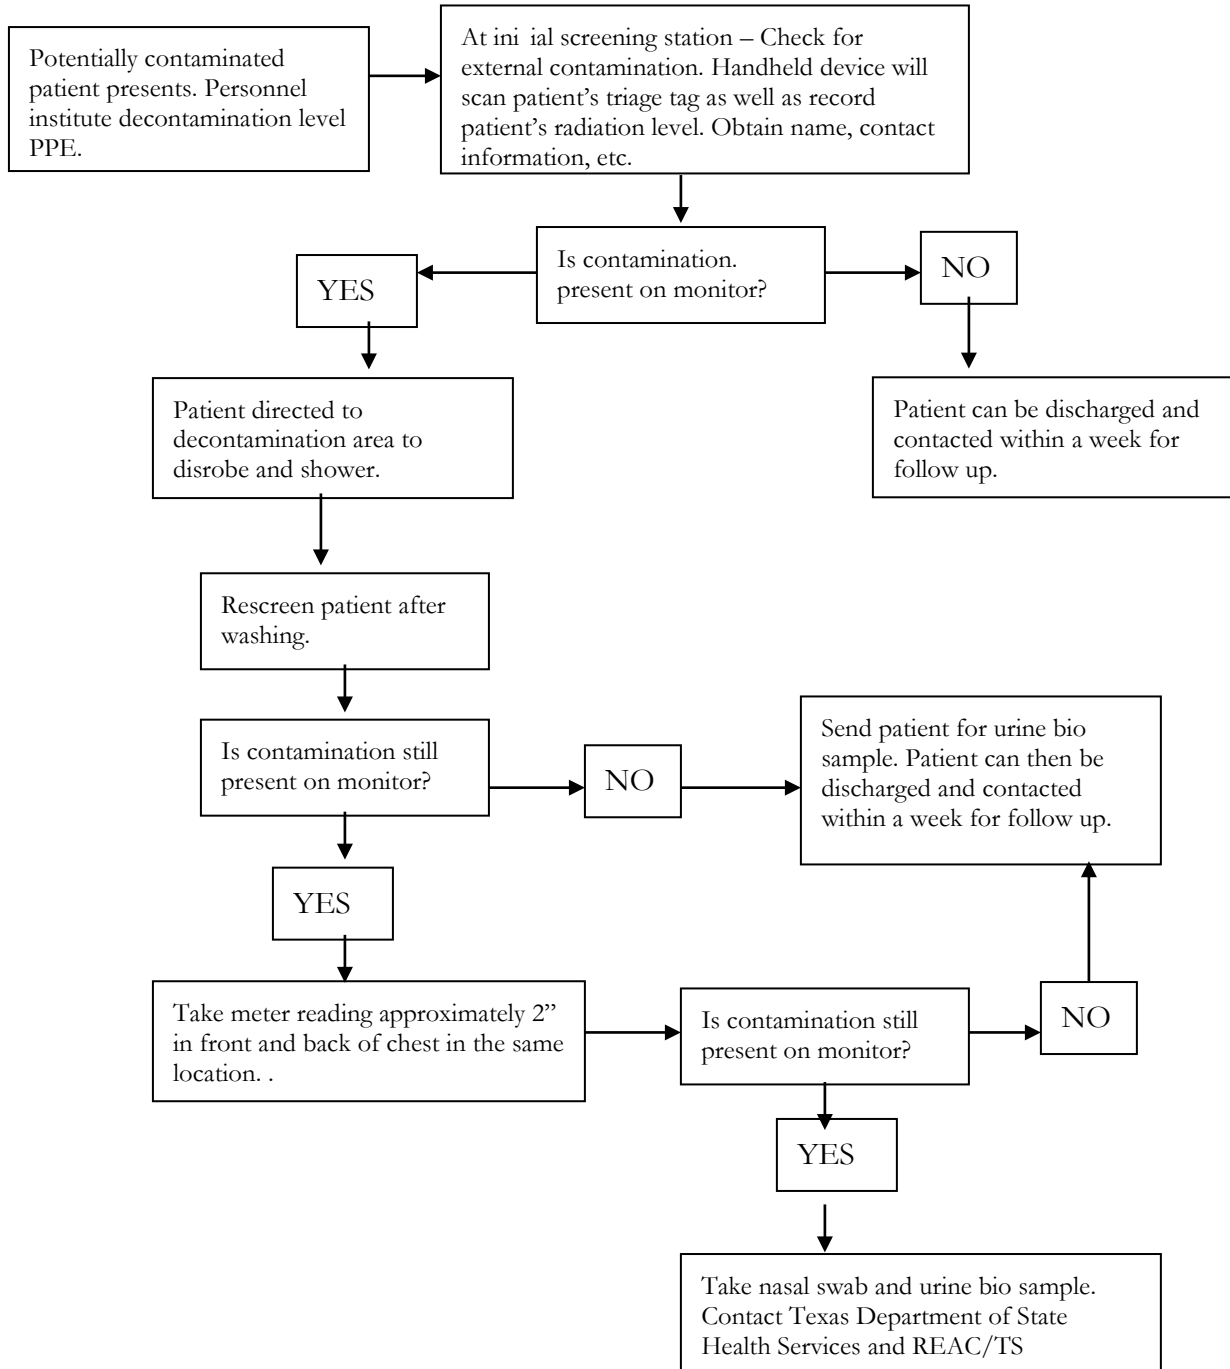 Potentially contaminated
patient presents. Personnel
institute decontamination level
PPE.
At ini ial screening station – Check for
external contamination. Handheld device will
scan patient’s triage tag as well as record
patient’s radiation level. Obtain name, contact
information, etc.
Is contamination.
present on monitor?
YES
NO
Patient directed to
decontamination area to
disrobe and shower.
Patient can be discharged and
contacted within a week for
follow up.
Rescreen patient after
washing.
Is contamination still
present on monitor?
NO
Send patient for urine bio
sample. Patient can then be
discharged and contacted
within a week for follow up.
YES
Take meter reading approximately 2”
in front and back of chest in the same
location. .
Is contamination still
present on monitor?
NO
YES
Take nasal swab and urine bio sample.
Contact Texas Department of State
Health Services and REAC/TS